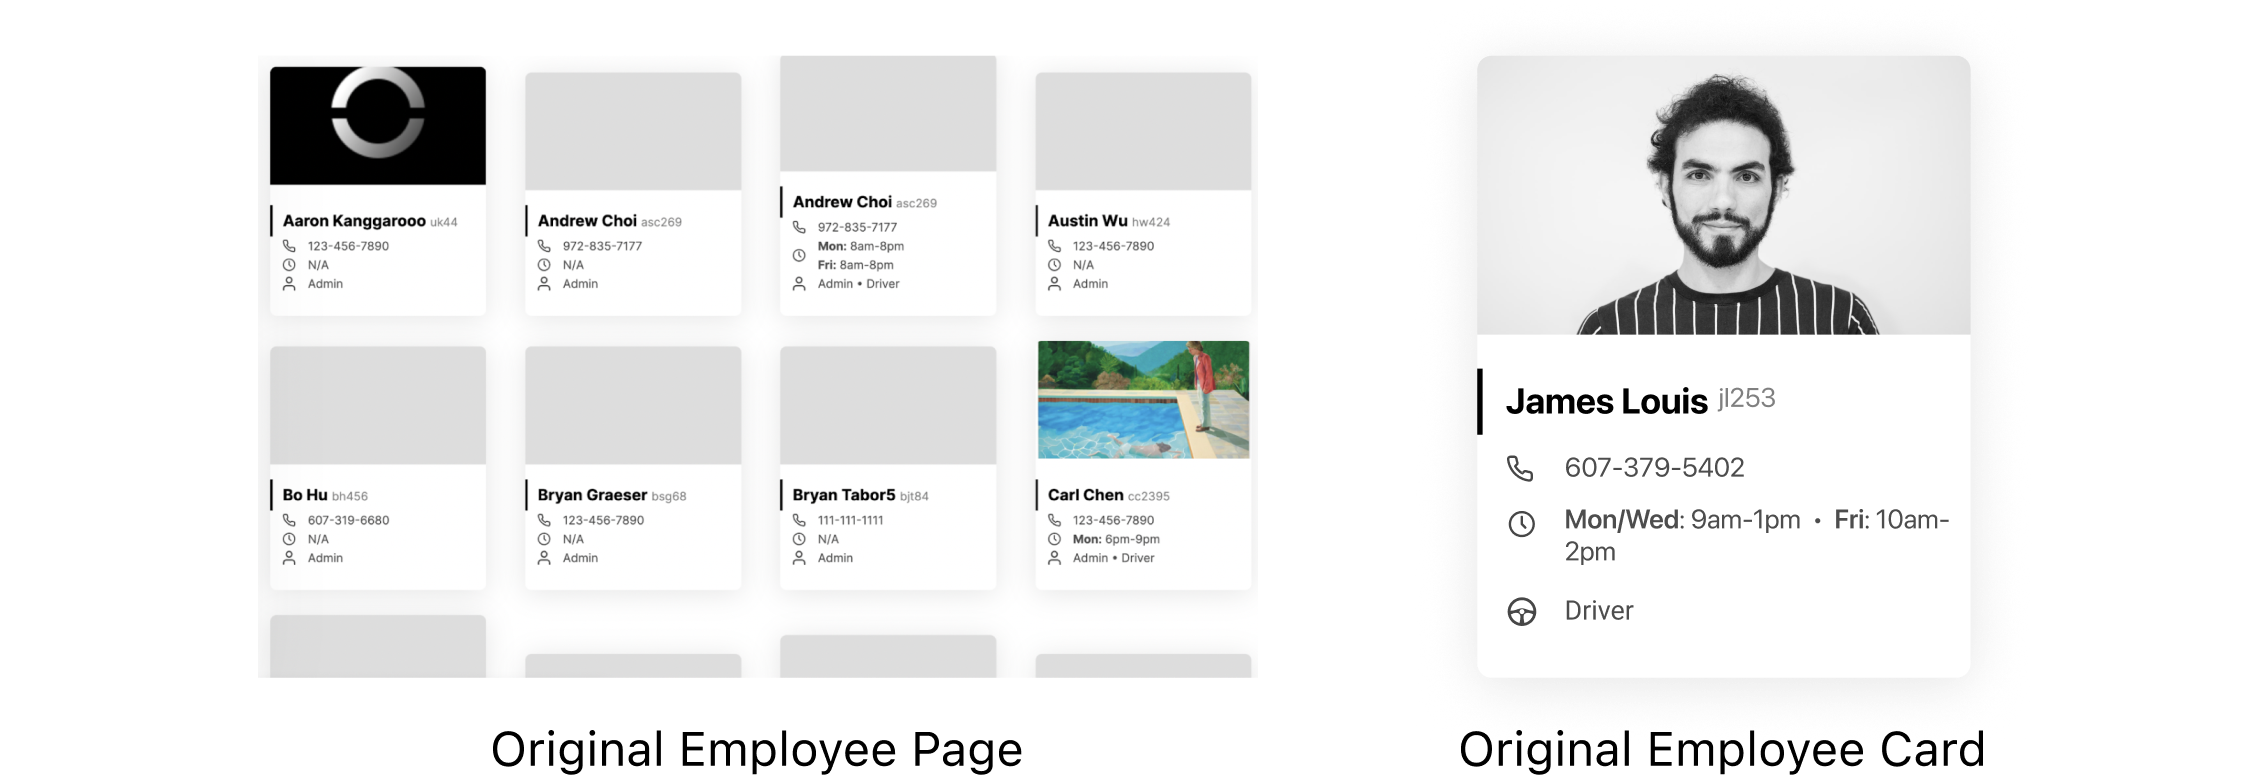 Aaron Kanggarooo uk44
123-456-7890
N/A
Admin
Andrew Choi asc269
972-835-7177
N/A
Admin
Andrew Choi asc269
972-835-7177
Mon: 8am-8pm
Fri: 8am-8pm
Admin • Driver
Austin Wu hw424
123-456-7890
N/A
Admin
Bo Hu bh456
607-319-6680
N/A
Admin
Bryan Graeser bsg68
123-456-7890
N/A
Admin
Bryan Tabor5 bjt84
111-111-1111
N/A
Admin
Carl Chen cc2395
123-456-7890
Mon: 6pm-9pm
Admin • Driver
Original Employee Page
James Louis jl253
607-379-5402
Mon/Wed: 9am-1pm • Fri: 10am-
2pm
Driver
Original Employee Card